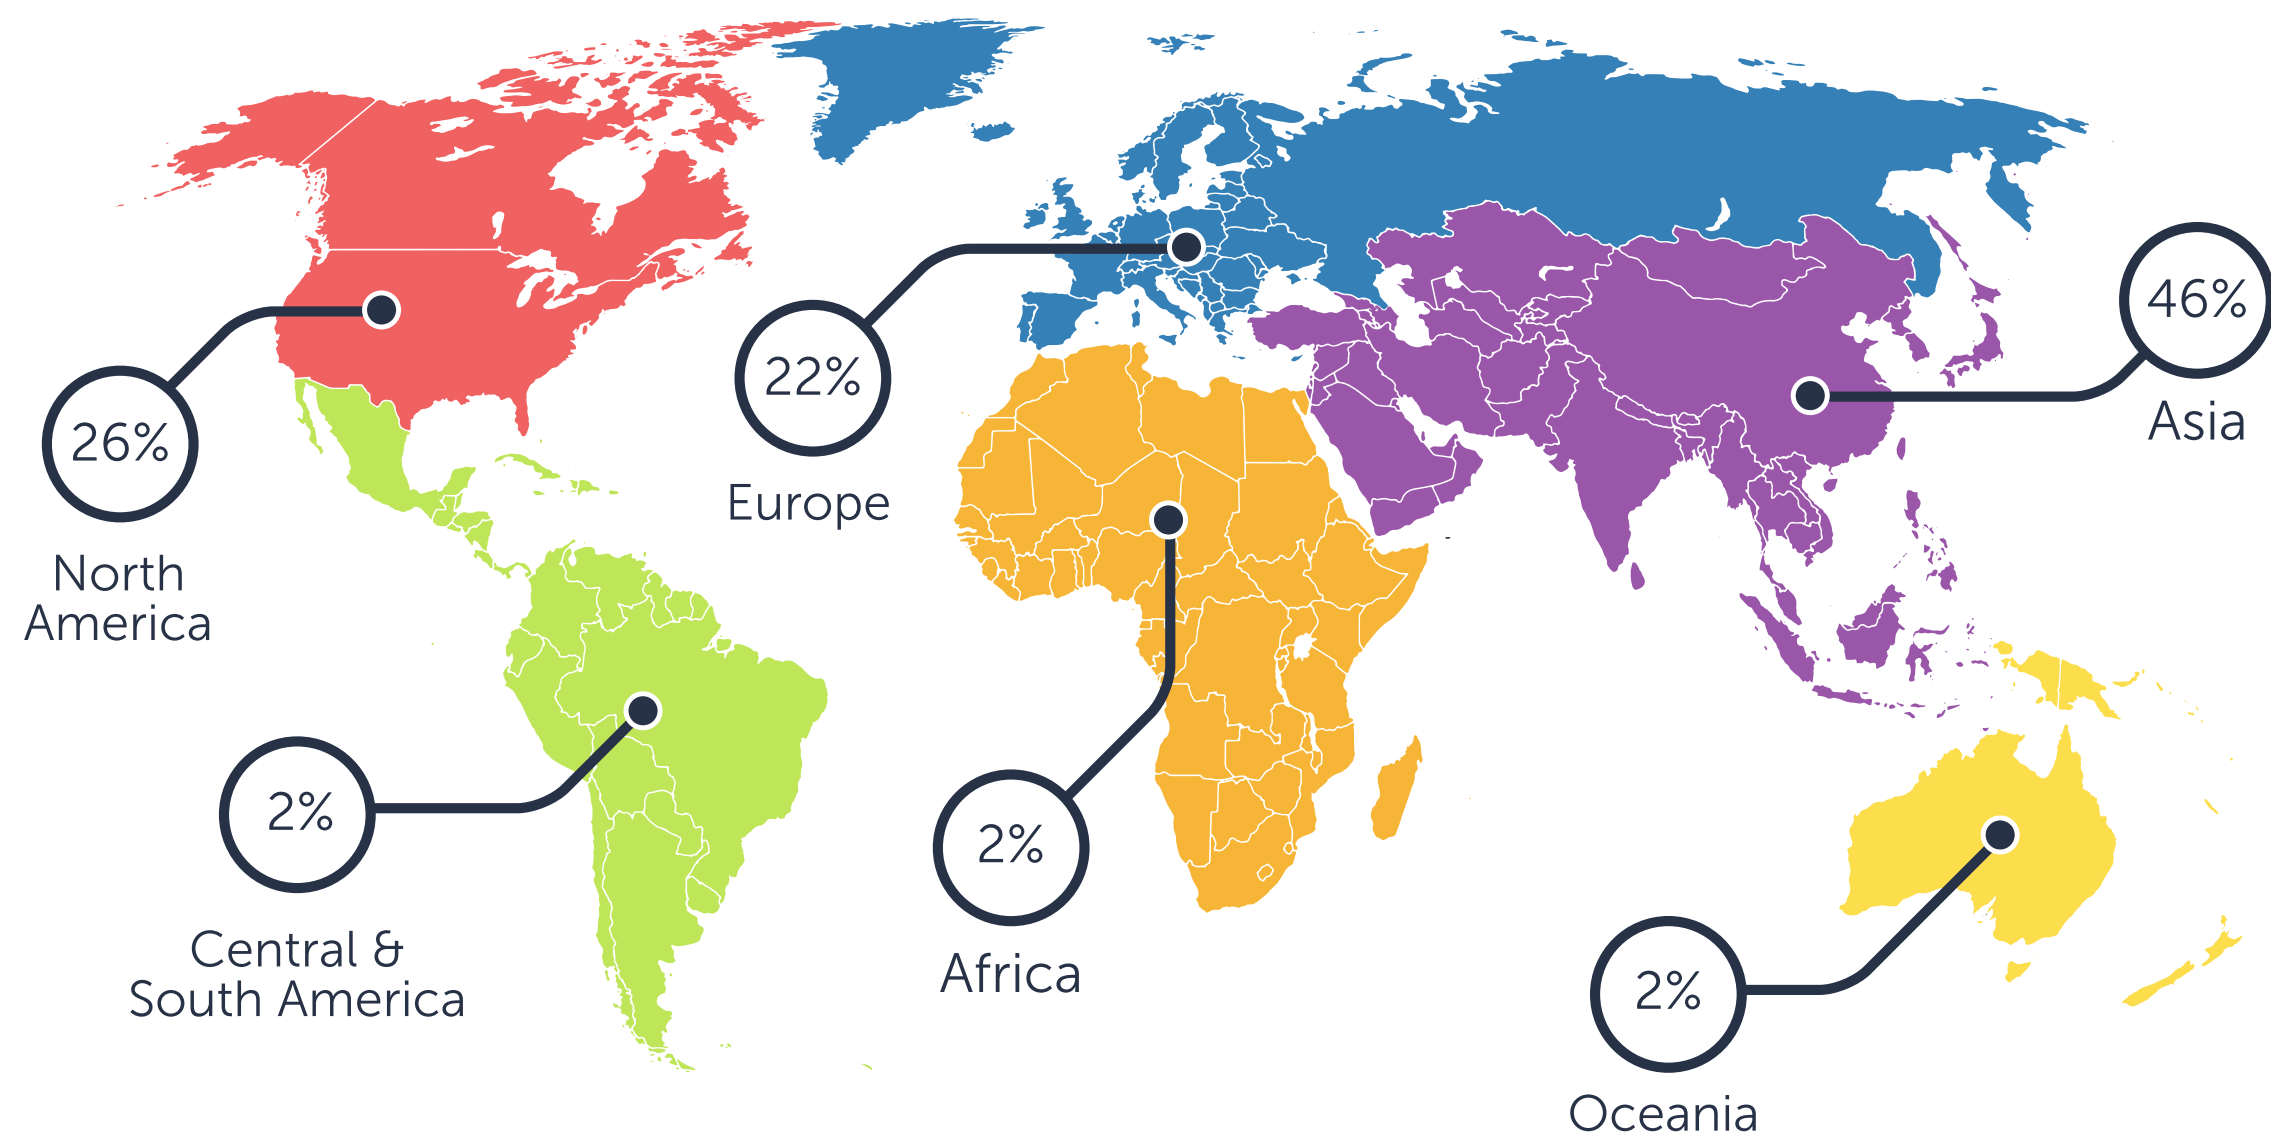 26%
North
America
22%
Europe
46%
Asia
2%
Central &
South America
2%
Africa
2%
Oceania